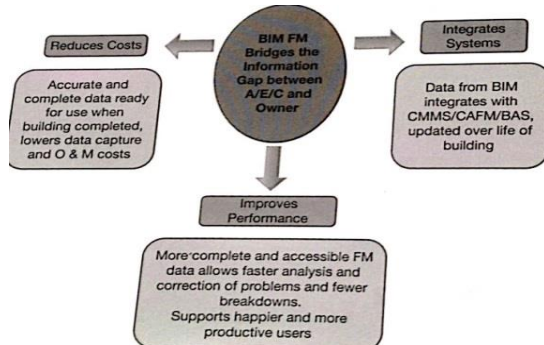 BIM FM
Bridges the
Information
Gap between
A/E/C and
Owner
Reduces Costs
Accurate and
complete data ready
for use when
building completed,
lowers data capture
and O & M costs
Integrates
Systems
Data from BIM
integrates with
CMMS/CAFM/BAS,
updated over life of
building
Improves
Performance
More complete and accessible FM
data allows faster analysis and
correction of problems and fewer
breakdowns.
Supports happier and more
productive users